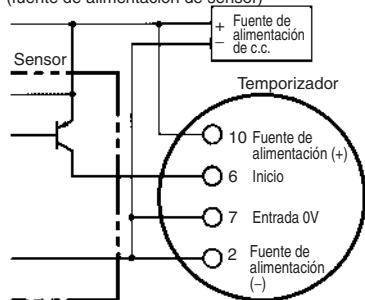 (fuente de alimentación de sensor)
+ Fuente de
− alimentación
de c.c.
Sensor
Temporizador
10 Fuente de
alimentación (+)
6 Inicio
7 Entrada 0V
2 Fuente de
alimentación
(−)